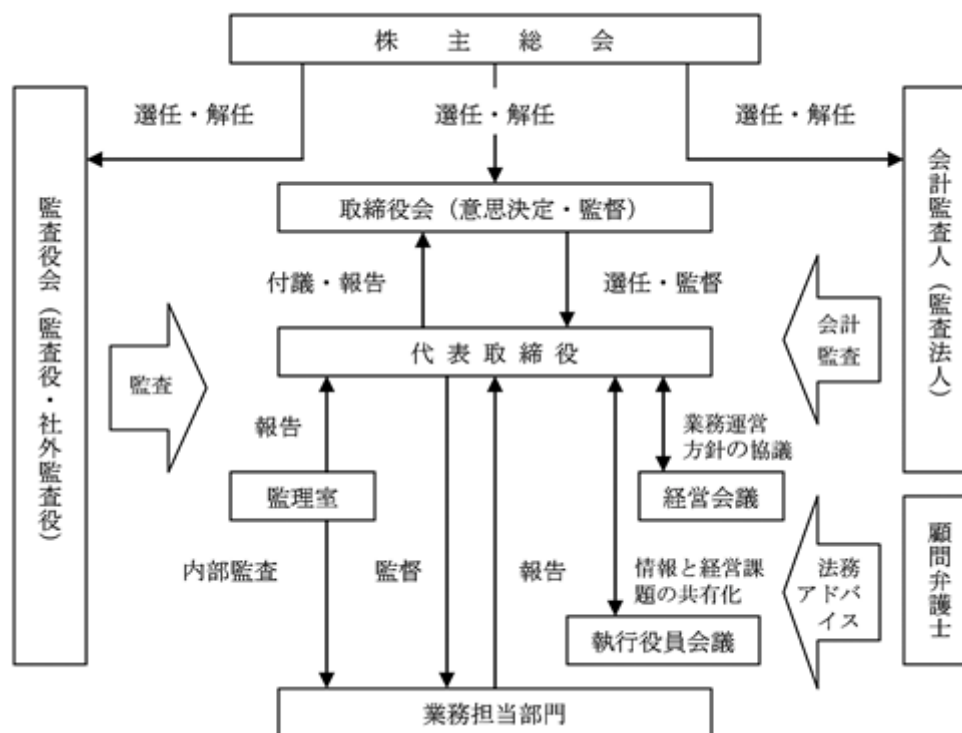 株主総会
選任・解任
選任・解任
選任・解任
監査役会（監査役・社外監査役）
会計監査人（監査法人）
取締役会（意思決定・監督）
付議・報告
選任・監督
代表取締役
監査
会計
監査
報告
業務運営
方針の協議
監理室
経営会議
内部監査
監督
報告
情報と経営課
題の共有化
法務
アドバ
イス
顧問弁護士
執行役員会議
業務担当部門